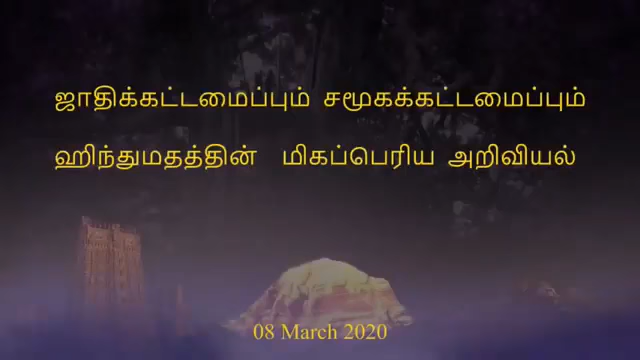 ஜாதிக்கட்டமைப்பும் சமூகக்கட்டமைப்பும்
ஹிந்துமதத்தின் மிகப்பெரிய அறிவியல்
08 March 2020